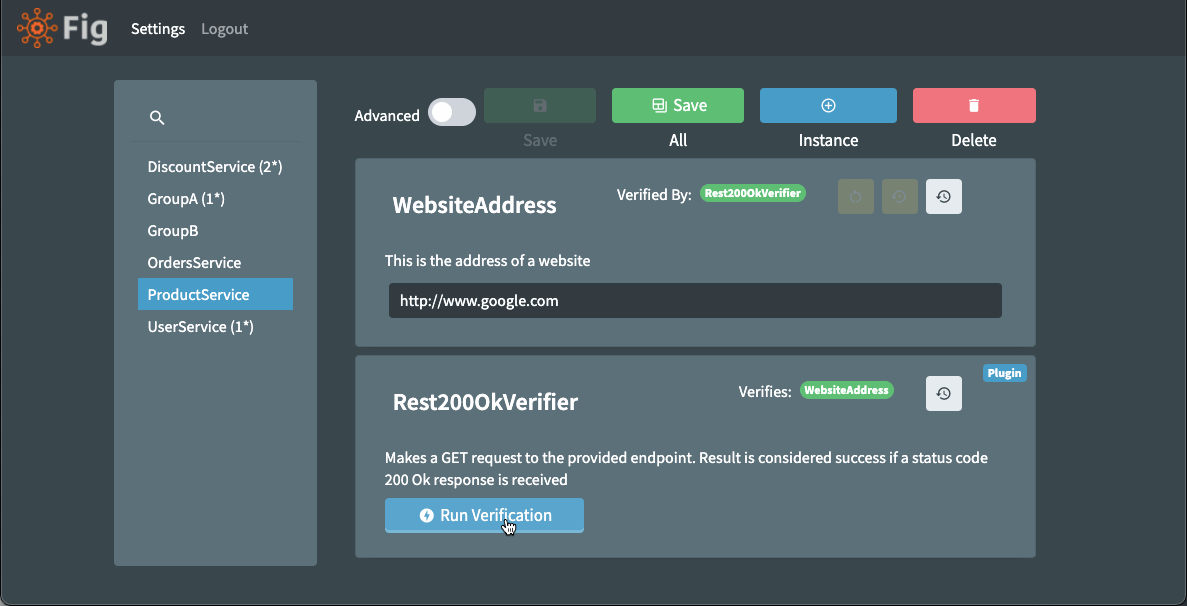 Fig Settings Logout
Advanced Save
Save All Instance Delete
DiscountService (2*)
GroupA (1*)
GroupB
OrdersService
ProductService
UserService (1*)
WebsiteAddress
Verified By: Rest200OkVerifier
This is the address of a website
http://www.google.com
Plugin
Rest200OkVerifier
Verifies: WebsiteAddress
Makes a GET request to the provided endpoint. Result is considered success if a status code
200 Ok response is received
Run Verification